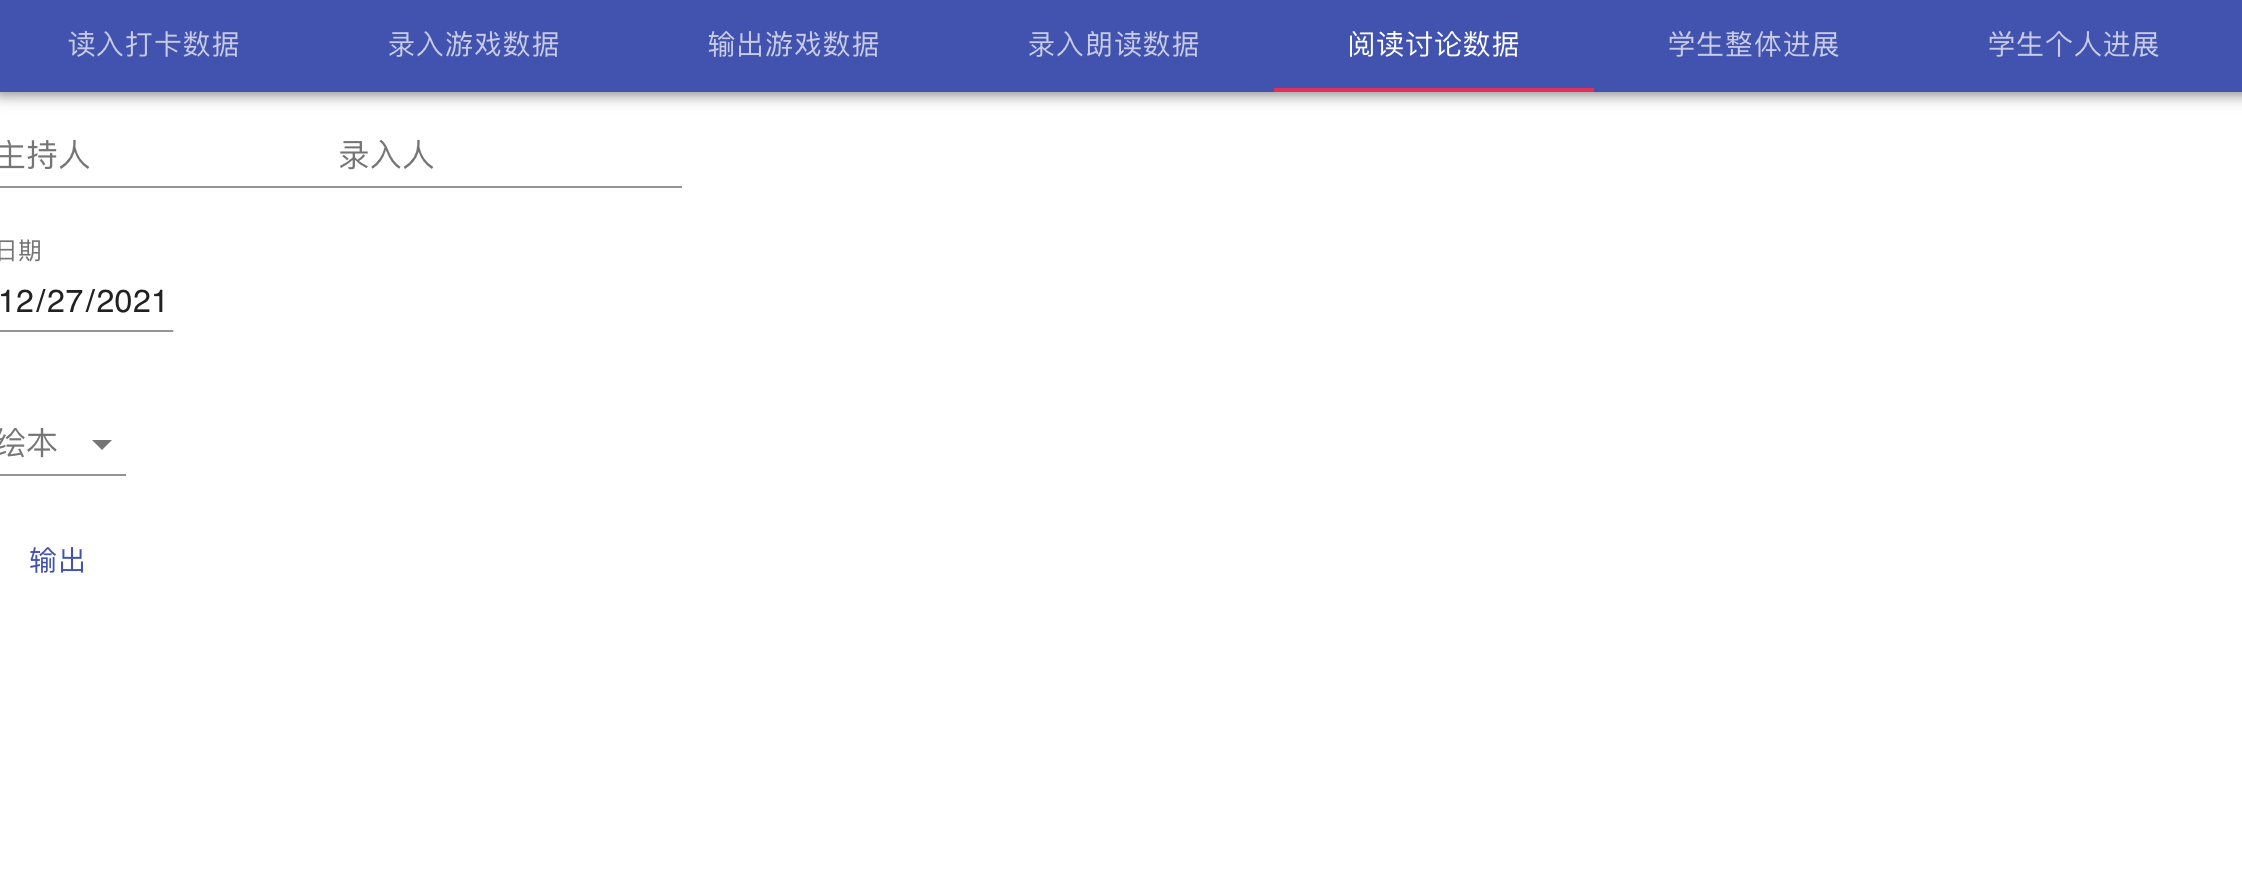 读入打卡数据 录入游戏数据 输出游戏数据 录入朗读数据 阅读讨论数据 学生整体进展 学生个人进展
主持人 录入人
日期
12/27/2021
绘本
输出